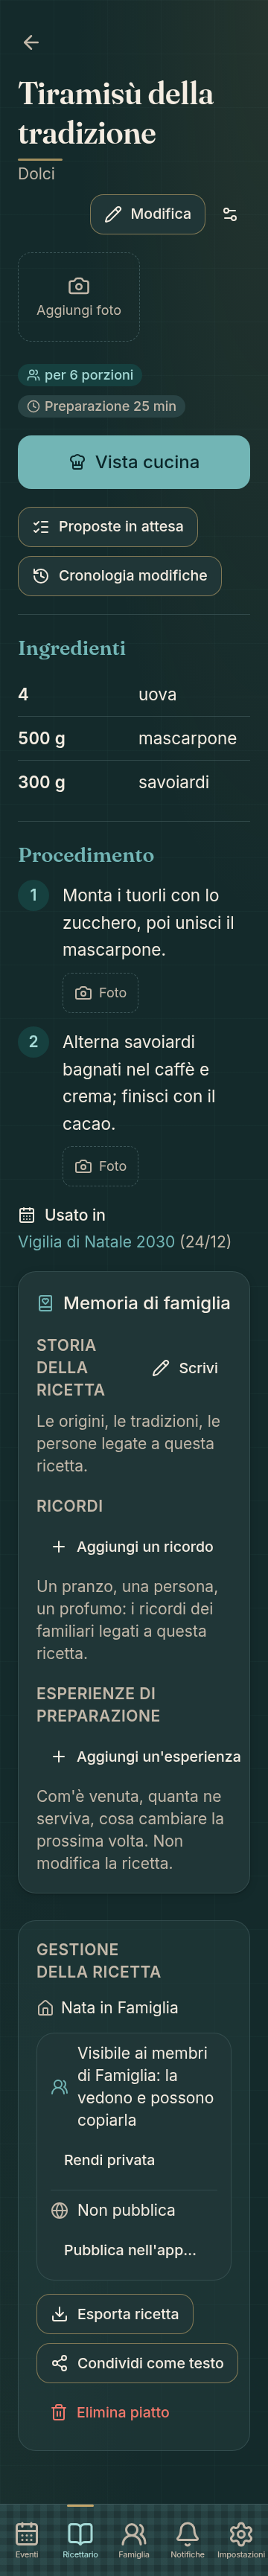 Tiramisù della
tradizione
Dolci
Modifica
Aggiungi foto
per 6 porzioni
Preparazione 25 min
Vista cucina
Proposte in attesa
Cronologia modifiche
Ingredienti
4 uova
500 g mascarpone
300 g savoiardi
Procedimento
1 Monta i tuorli con lo
zucchero, poi unisci il
mascarpone.
Foto
2 Alterna savoiardi
bagnati nel caffè e
crema; finisci con il
cacao.
Foto
Usato in
Vigilia di Natale 2030 (24/12)
Memoria di famiglia
STORIA
DELLA
RICETTA
Scrivi
Le origini, le tradizioni, le
persone legate a questa
ricetta.
RICORDI
Aggiungi un ricordo
Un pranzo, una persona,
un profumo: i ricordi dei
familiari legati a questa
ricetta.
ESPERIENZE DI
PREPARAZIONE
Aggiungi un'esperienza
Com'è venuta, quanta ne
serviva, cosa cambiare la
prossima volta. Non
modifica la ricetta.
GESTIONE
DELLA RICETTA
Nata in Famiglia
Visibile ai membri
di Famiglia: la
vedono e possono
copiarla
Rendi privata
Non pubblica
Pubblica nell'app...
Esporta ricetta
Condividi come testo
Elimina piatto
Eventi Ricettario Famiglia Notifiche Impostazioni